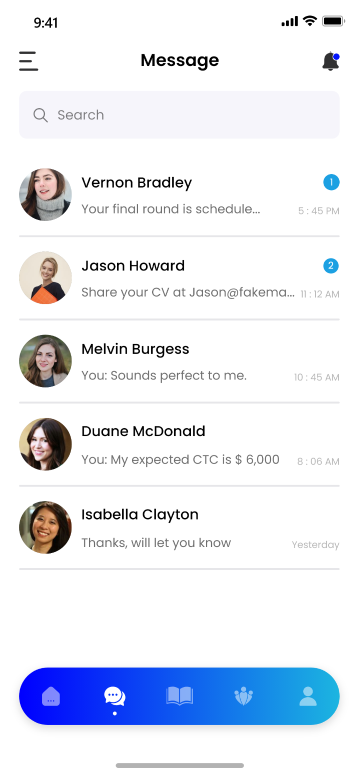 9:41
Message
Search
Vernon Bradley
1
Your final round is schedule...
5 : 45 PM
Jason Howard
2
Share your CV at Jason@fakema...
11 : 12 AM
Melvin Burgess
You: Sounds perfect to me.
10 : 45 AM
Duane McDonald
You: My expected CTC is $ 6,000
8 : 06 AM
Isabella Clayton
Thanks, will let you know
Yesterday